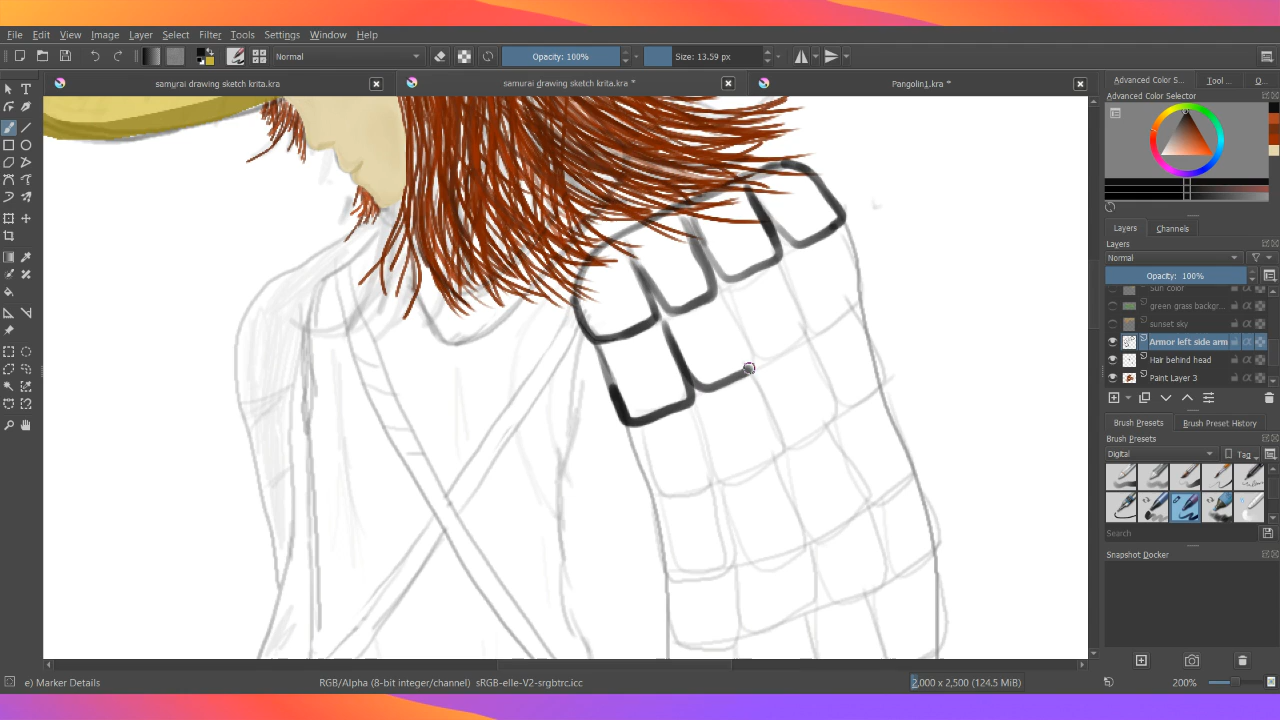 File Edit View Image Layer Select Filter Tools Settings Window Help
Normal Opacity: 100% Size: 13.59 px
samurai drawing sketch krita.kra samurai drawing sketch krita.kra * Pangolin1.kra *
Advanced Color S... Tool ... O...
Advanced Color Selector
Layers Channels
Layers
Normal
Opacity: 100%
Sun color
green grass backgr...
sunset sky
Armor left side arm
Hair behind head
Paint Layer 3
Brush Presets Brush Preset History
Brush Presets
Digital Tag
Search
Snapshot Docker
e) Marker Details RGB/Alpha (8-bit integer/channel) sRGB-elle-V2-srgbtrc.icc 2,000 x 2,500 (124.5 MiB) 200%